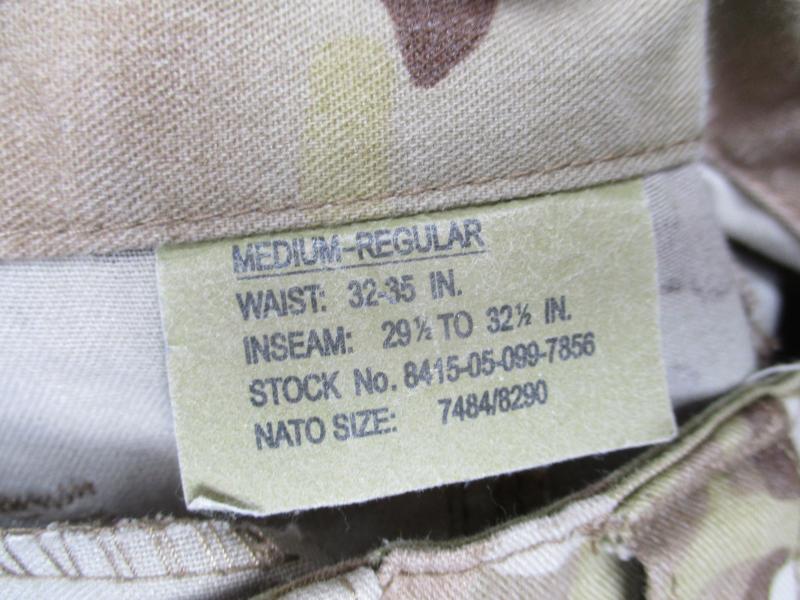 MEDIUM-REGULAR
WAIST: 32-35 IN.
INSEAM: 29½ TO 32½ IN.
STOCK No. 8415-05-099-7856
NATO SIZE: 7484/8290